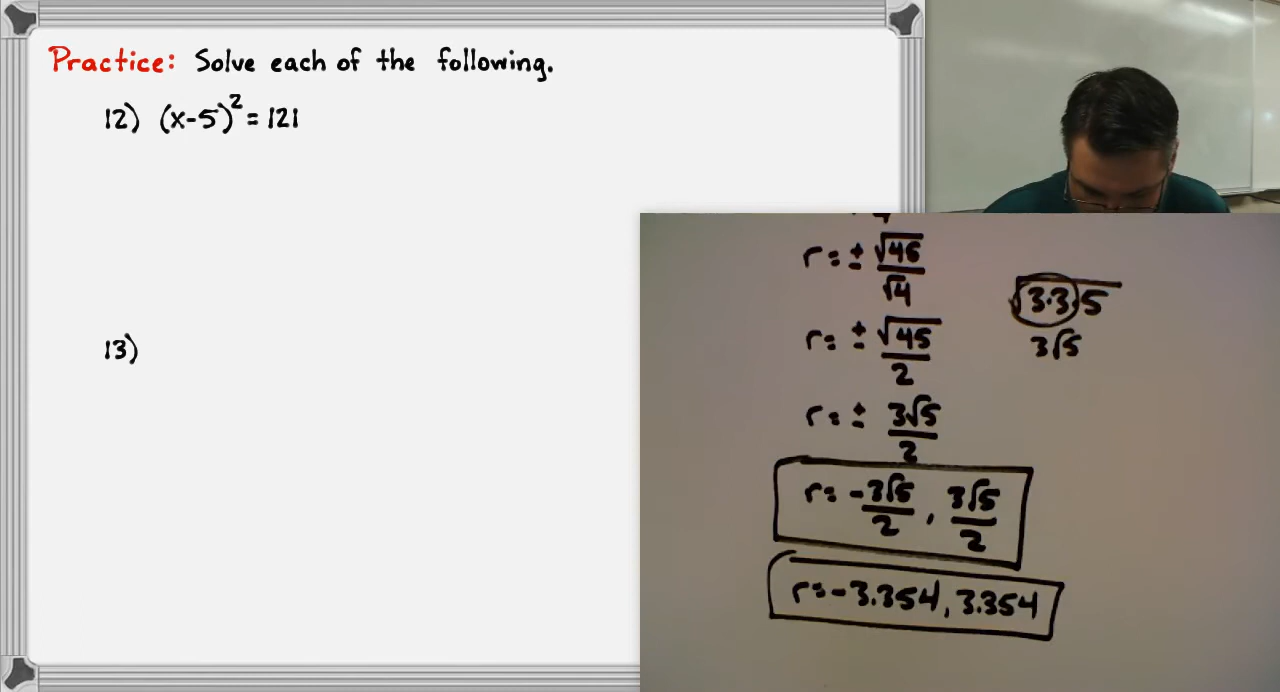 Practice: Solve each of the following.
12) (x-5)² = 121
13)
r = ± √45/√4
r = ± √45/2
r = ± 3√5/2
r = -3√5/2, 3√5/2
r = -3.354, 3.354
√3·3·5
3√5